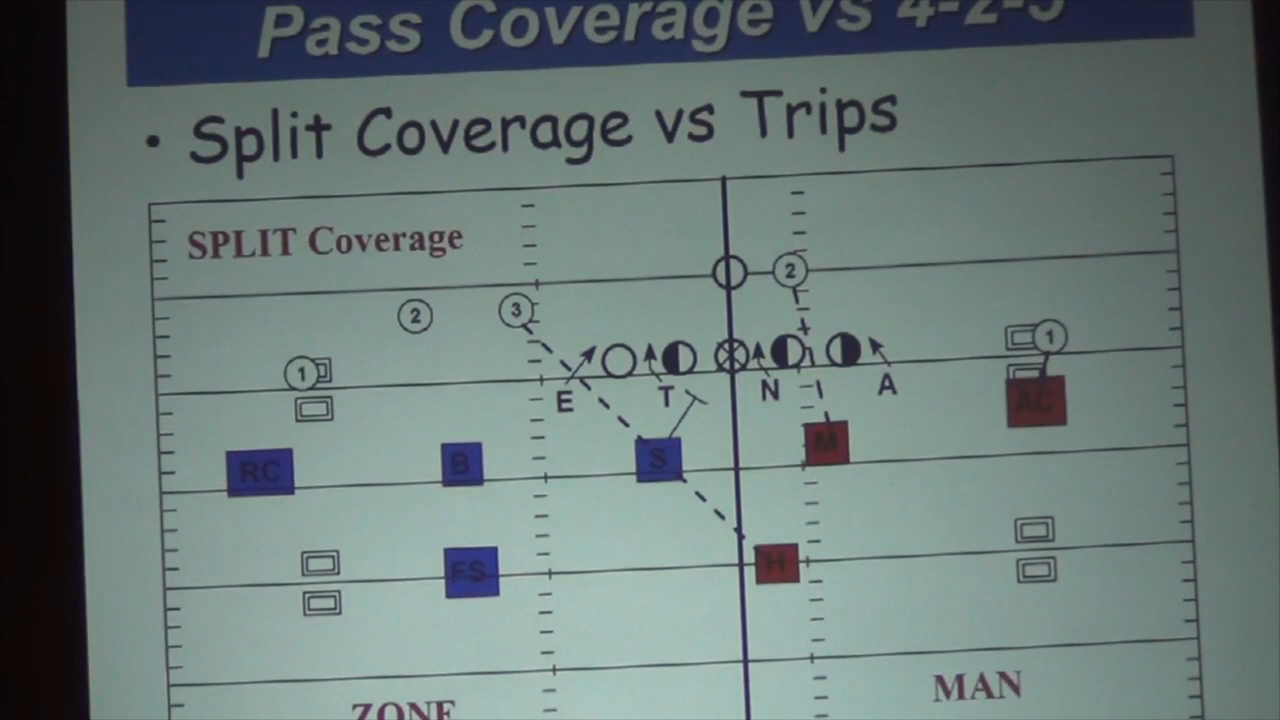 Pass Coverage vs 4-2-5
• Split Coverage vs Trips
SPLIT Coverage
2
2 3
1 1
E T N A
AC
RC B S M
FS H
ZONE MAN